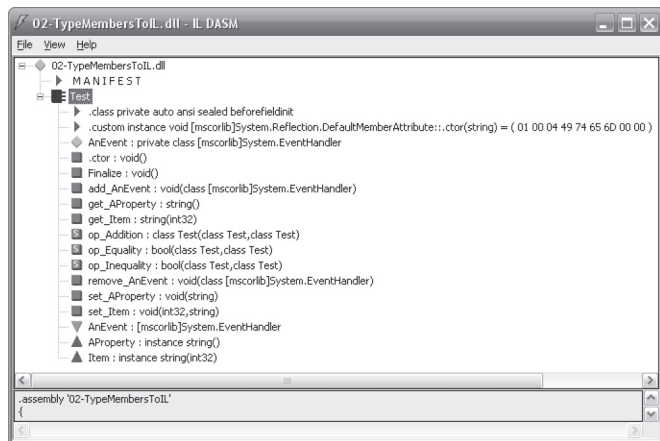 02-TypeMembersToIL.dll - IL DASM
File View Help
02-TypeMembersToIL.dll
MANIFEST
Test
.class private auto ansi sealed beforefieldinit
.custom instance void [mscorlib]System.Reflection.DefaultMemberAttribute::.ctor(string) = ( 01 00 04 49 74 65 6D 00 00 )
AnEvent : private class [mscorlib]System.EventHandler
.ctor : void()
Finalize : void()
add_AnEvent : void(class [mscorlib]System.EventHandler)
get_AProperty : string()
get_Item : string(int32)
S op_Addition : class Test(class Test,class Test)
S op_Equality : bool(class Test,class Test)
S op_Inequality : bool(class Test,class Test)
remove_AnEvent : void(class [mscorlib]System.EventHandler)
set_AProperty : void(string)
set_Item : void(int32,string)
AnEvent : [mscorlib]System.EventHandler
AProperty : instance string()
Item : instance string(int32)
.assembly '02-TypeMembersToIL'
{